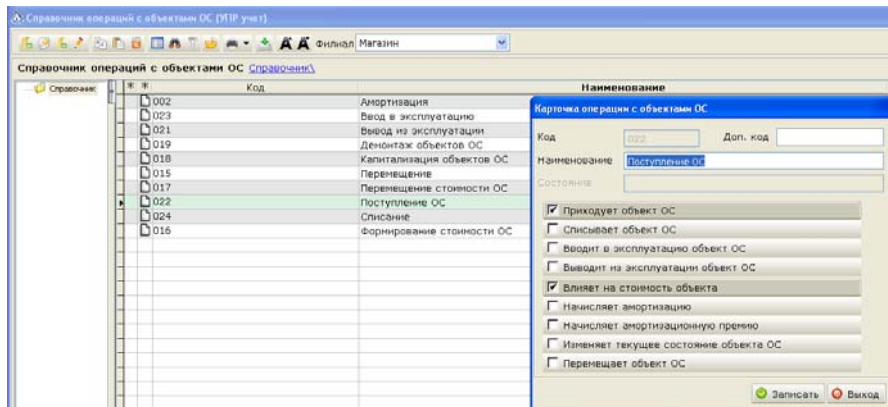 Справочник операций с объектами ОС (УПР учет)
Филиал Магазин
Справочник операций с объектами ОС Справочник\
Справочник
* * Код Наименование
002 Амортизация
023 Ввод в эксплуатацию
021 Вывод из эксплуатации
019 Демонтаж объектов ОС
018 Капитализация объектов ОС
015 Перемещение
017 Перемещение стоимости ОС
022 Поступление ОС
024 Списание
016 Формирование стоимости ОС
Карточка операции с объектами ОС
Код 022 Доп. код
Наименование Поступление ОС
Состояние
Приходует объект ОС
Списывает объект ОС
Вводит в эксплуатацию объект ОС
Выводит из эксплуатации объект ОС
Влияет на стоимость объекта
Начисляет амортизацию
Начисляет амортизационную премию
Изменяет текущее состояние объекта ОС
Перемещает объект ОС
Записать Выход